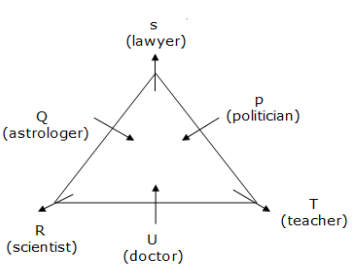 s
(lawyer)
Q
(astrologer)
p
(politician)
R
(scientist)
U
(doctor)
T
(teacher)